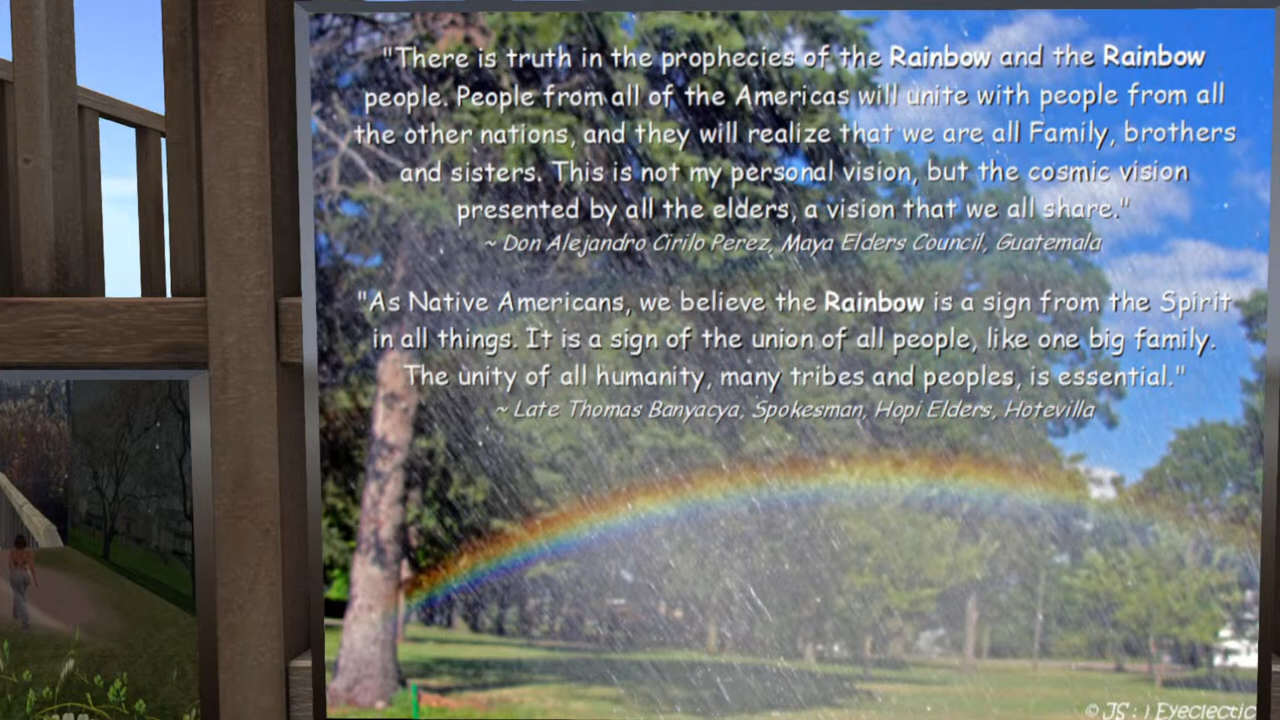 "There is truth in the prophecies of the Rainbow and the Rainbow
people. People from all of the Americas will unite with people from all
the other nations, and they will realize that we are all Family, brothers
and sisters. This is not my personal vision, but the cosmic vision
presented by all the elders, a vision that we all share."
~ Don Alejandro Cirilo Perez, Maya Elders Council, Guatemala
"As Native Americans, we believe the Rainbow is a sign from the Spirit
in all things. It is a sign of the union of all people, like one big family.
The unity of all humanity, many tribes and peoples, is essential."
~ Late Thomas Banyacya, Spokesman, Hopi Elders, Hotevilla
© JS : ) Eyeclectic